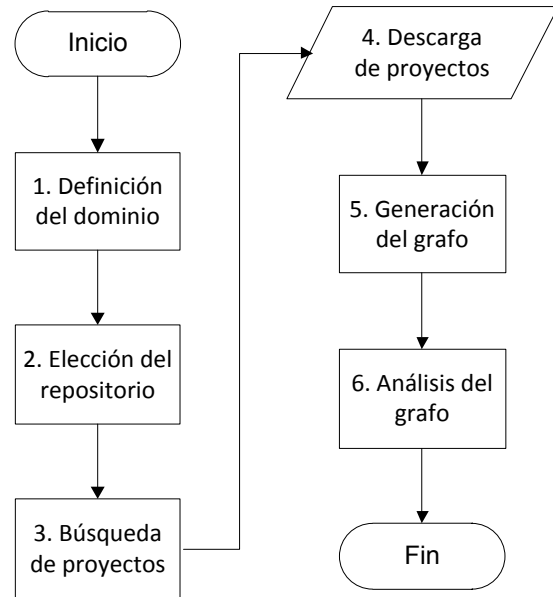 Inicio
1. Definición
del dominio
2. Elección del
repositorio
3. Búsqueda
de proyectos
4. Descarga
de proyectos
5. Generación
del grafo
6. Análisis del
grafo
Fin